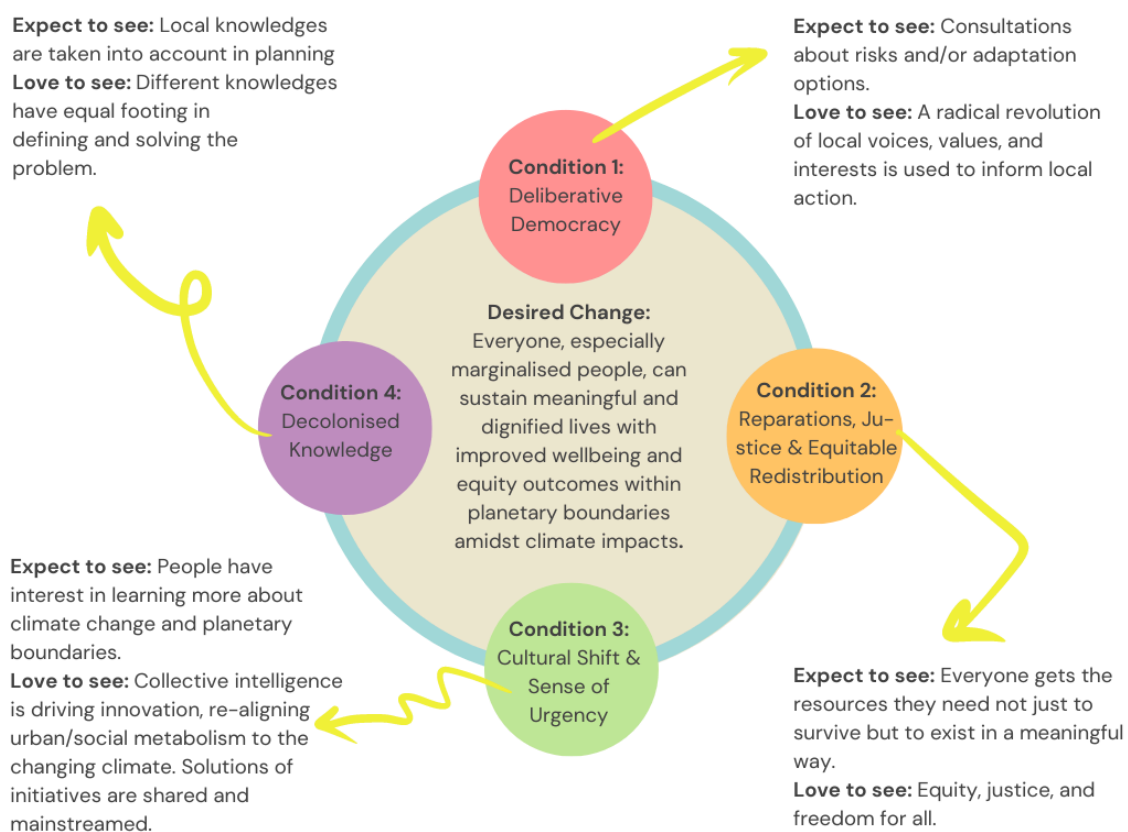 Expect to see: Local knowledges
are taken into account in planning
Love to see: Different knowledges
have equal footing in
defining and solving the
problem.
Expect to see: Consultations
about risks and/or adaptation
options.
Love to see: A radical revolution
of local voices, values, and
interests is used to inform local
action.
Condition 1:
Deliberative
Democracy
Desired Change:
Everyone, especially
marginalised people, can
sustain meaningful and
dignified lives with
improved wellbeing and
equity outcomes within
planetary boundaries
amidst climate impacts.
Condition 4:
Decolonised
Knowledge
Condition 2:
Reparations, Ju-
stice & Equitable
Redistribution
Condition 3:
Cultural Shift &
Sense of
Urgency
Expect to see: People have
interest in learning more about
climate change and planetary
boundaries.
Love to see: Collective intelligence
is driving innovation, re-aligning
urban/social metabolism to the
changing climate. Solutions of
initiatives are shared and
mainstreamed.
Expect to see: Everyone gets the
resources they need not just to
survive but to exist in a meaningful
way.
Love to see: Equity, justice, and
freedom for all.